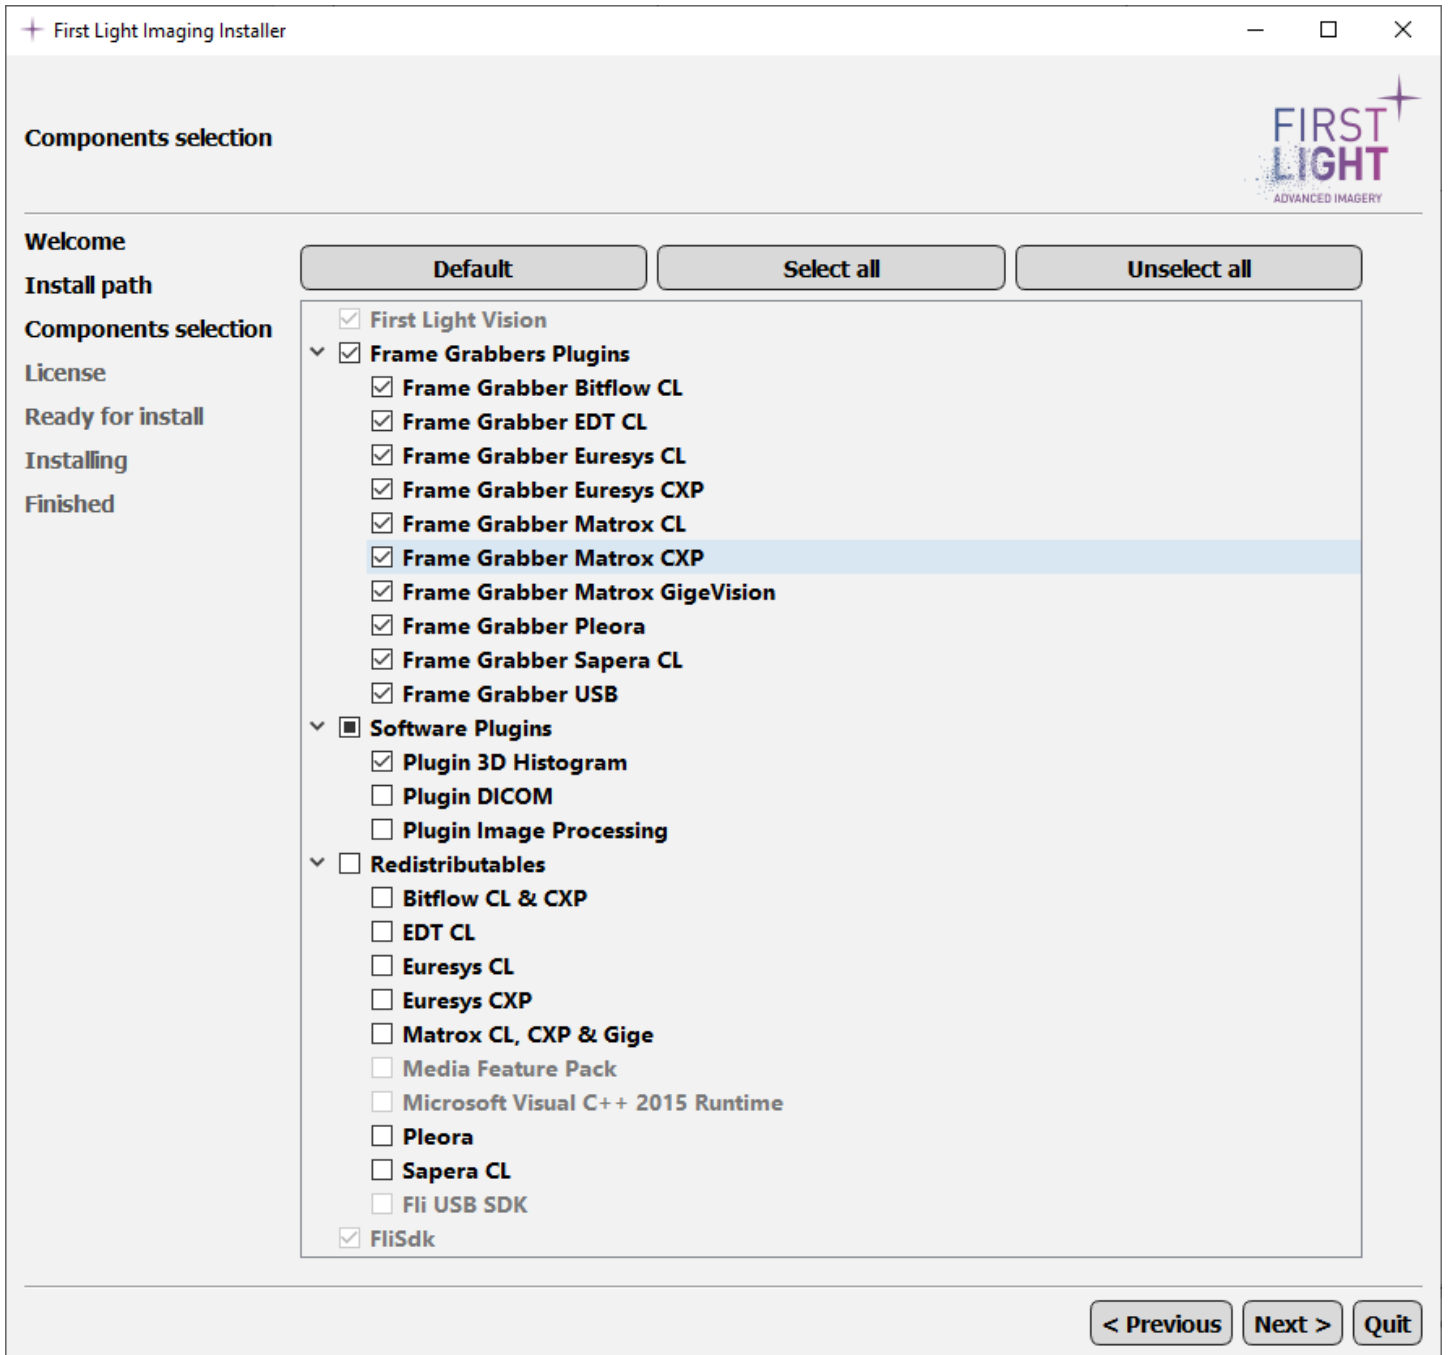 First Light Imaging Installer
Components selection
FIRST
LIGHT
ADVANCED IMAGERY
Welcome
Install path
Components selection
License
Ready for install
Installing
Finished
Default Select all Unselect all
First Light Vision
Frame Grabbers Plugins
Frame Grabber Bitflow CL
Frame Grabber EDT CL
Frame Grabber Euresys CL
Frame Grabber Euresys CXP
Frame Grabber Matrox CL
Frame Grabber Matrox CXP
Frame Grabber Matrox GigeVision
Frame Grabber Pleora
Frame Grabber Sapera CL
Frame Grabber USB
Software Plugins
Plugin 3D Histogram
Plugin DICOM
Plugin Image Processing
Redistributables
Bitflow CL & CXP
EDT CL
Euresys CL
Euresys CXP
Matrox CL, CXP & Gige
Media Feature Pack
Microsoft Visual C++ 2015 Runtime
Pleora
Sapera CL
Fli USB SDK
FliSdk
< Previous Next > Quit